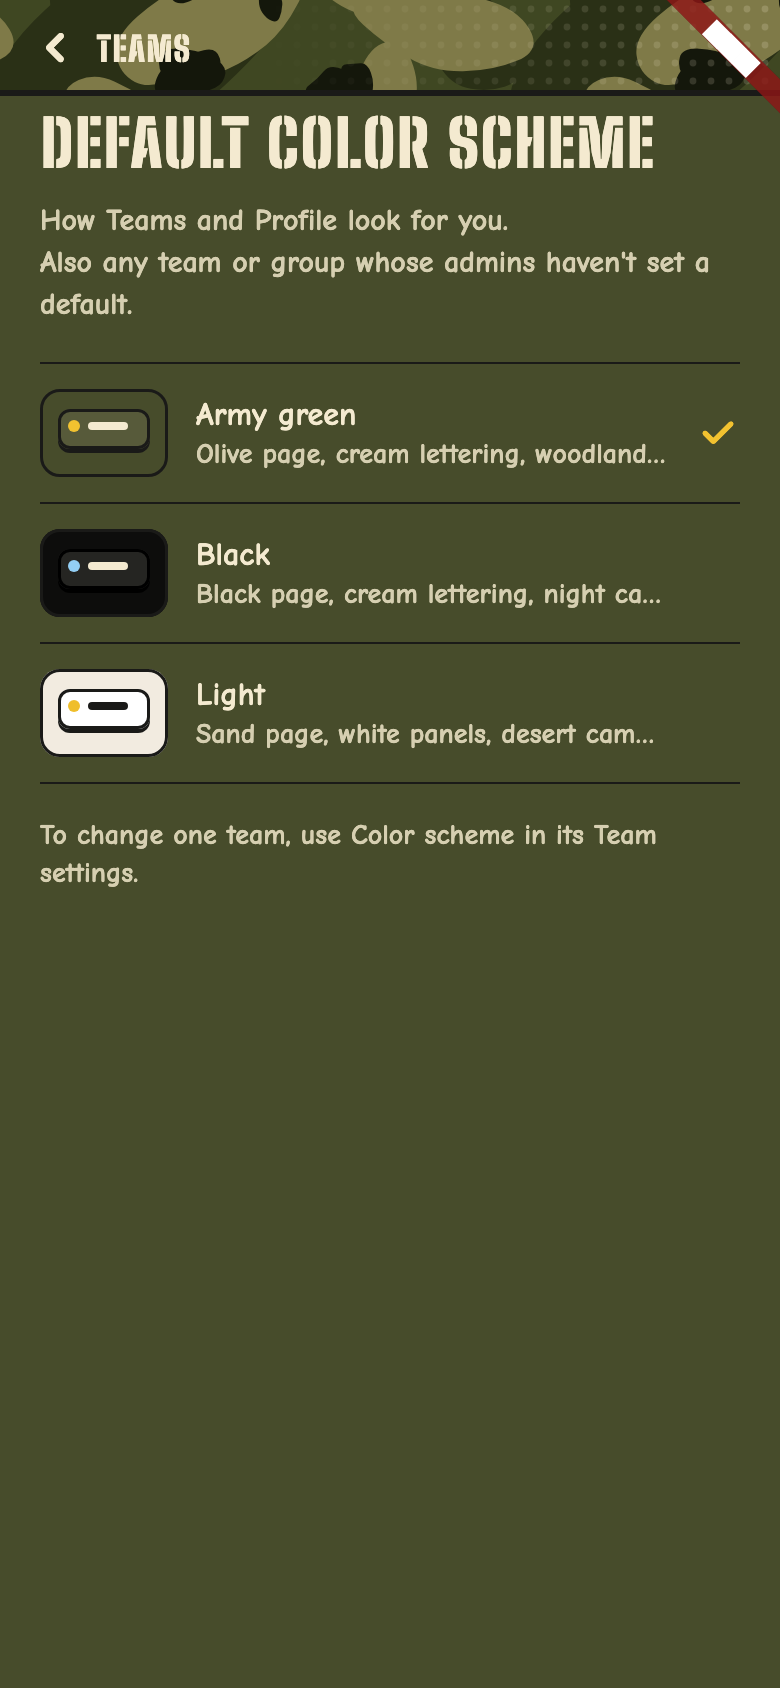 TEAMS
DEFAULT COLOR SCHEME
How Teams and Profile look for you.
Also any team or group whose admins haven't set a
default.
Army green
Olive page, cream lettering, woodland...
Black
Black page, cream lettering, night ca...
Light
Sand page, white panels, desert cam...
To change one team, use Color scheme in its Team
settings.